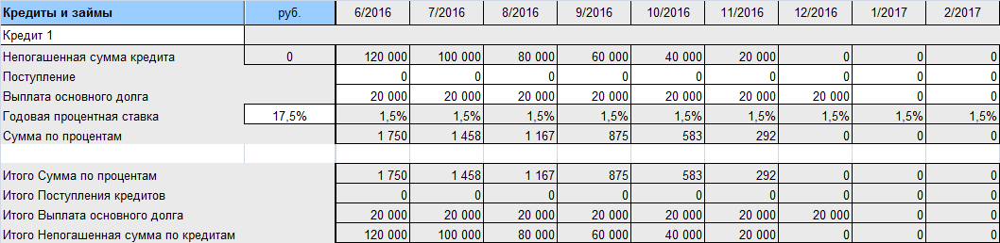 Кредиты и займы руб. 6/2016 7/2016 8/2016 9/2016 10/2016 11/2016 12/2016 1/2017 2/2017
Кредит 1
Непогашенная сумма кредита 0 120 000 100 000 80 000 60 000 40 000 20 000 0 0 0
Поступление 0 0 0 0 0 0 0 0 0
Выплата основного долга 20 000 20 000 20 000 20 000 20 000 20 000 20 000 0 0
Годовая процентная ставка 17,5% 1,5% 1,5% 1,5% 1,5% 1,5% 1,5% 1,5% 1,5% 1,5%
Сумма по процентам 1 750 1 458 1 167 875 583 292 0 0 0
Итого Сумма по процентам 1 750 1 458 1 167 875 583 292 0 0 0
Итого Поступления кредитов 0 0 0 0 0 0 0 0 0
Итого Выплата основного долга 20 000 20 000 20 000 20 000 20 000 20 000 20 000 0 0
Итого Непогашенная сумма по кредитам 120 000 100 000 80 000 60 000 40 000 20 000 0 0 0